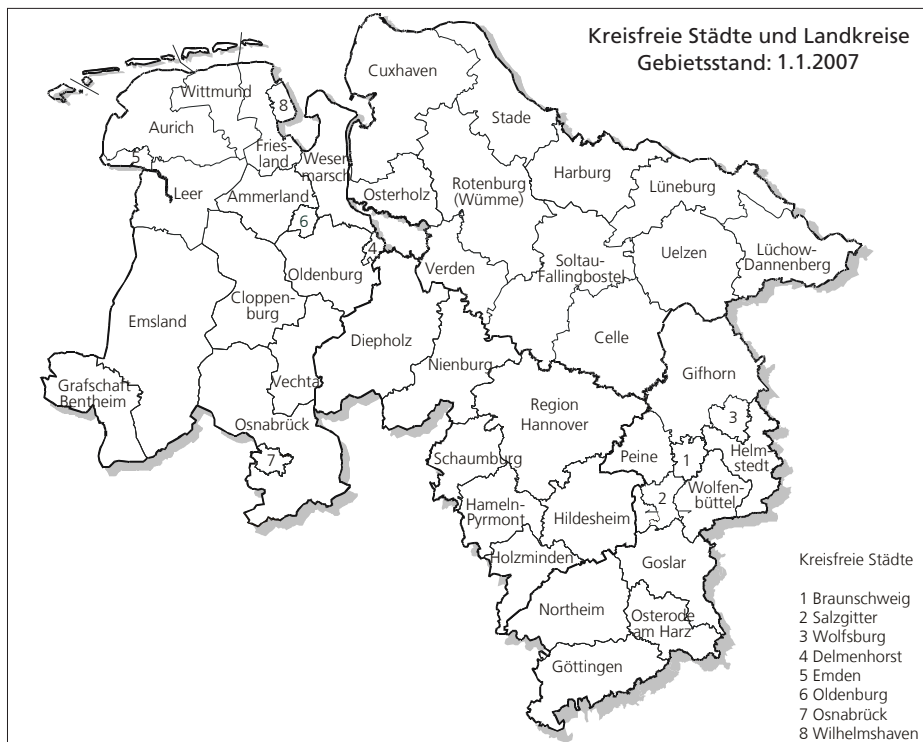 Kreisfreie Städte und Landkreise
Gebietsstand: 1.1.2007
Cuxhaven
Wittmund
8
Stade
Aurich
5
Fries-
land
Weser-
marsch
Harburg
Leer
Ammerland
Osterholz
Rotenburg
(Wümme)
Lüneburg
6
4
Oldenburg
Verden
Soltau-
Fallingbostel
Uelzen
Lüchow-
Dannenberg
Emsland
Cloppen-
burg
Diepholz
Celle
Nienburg
Gifhorn
Grafschaft
Bentheim
Vechta
Region
Hannover
3
Osnabrück
7
Schaumburg
Peine
1
Helm-
stedt
2
Wolfen-
büttel
Hameln-
Pyrmont
Hildesheim
Holzminden
Goslar
Northeim
Osterode
am Harz
Göttingen
Kreisfreie Städte
1 Braunschweig
2 Salzgitter
3 Wolfsburg
4 Delmenhorst
5 Emden
6 Oldenburg
7 Osnabrück
8 Wilhelmshaven